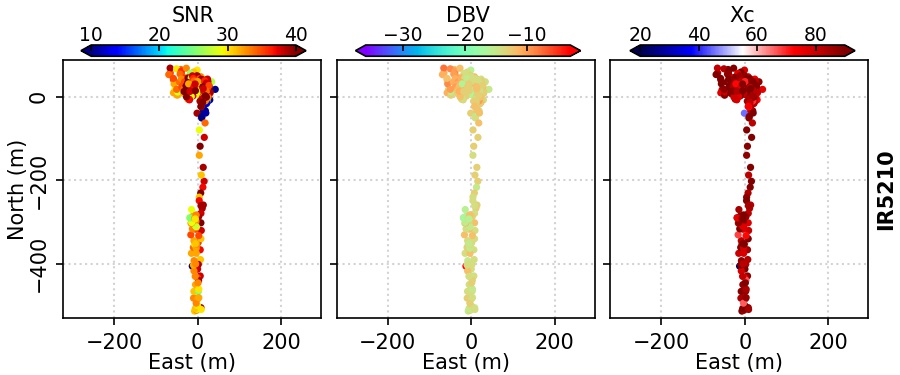 SNR DBV Xc
10 20 30 40 −30 −20 −10 20 40 60 80
0
−200
−400
North (m)
−200 0 200 −200 0 200 −200 0 200
East (m) East (m) East (m)
IR5210